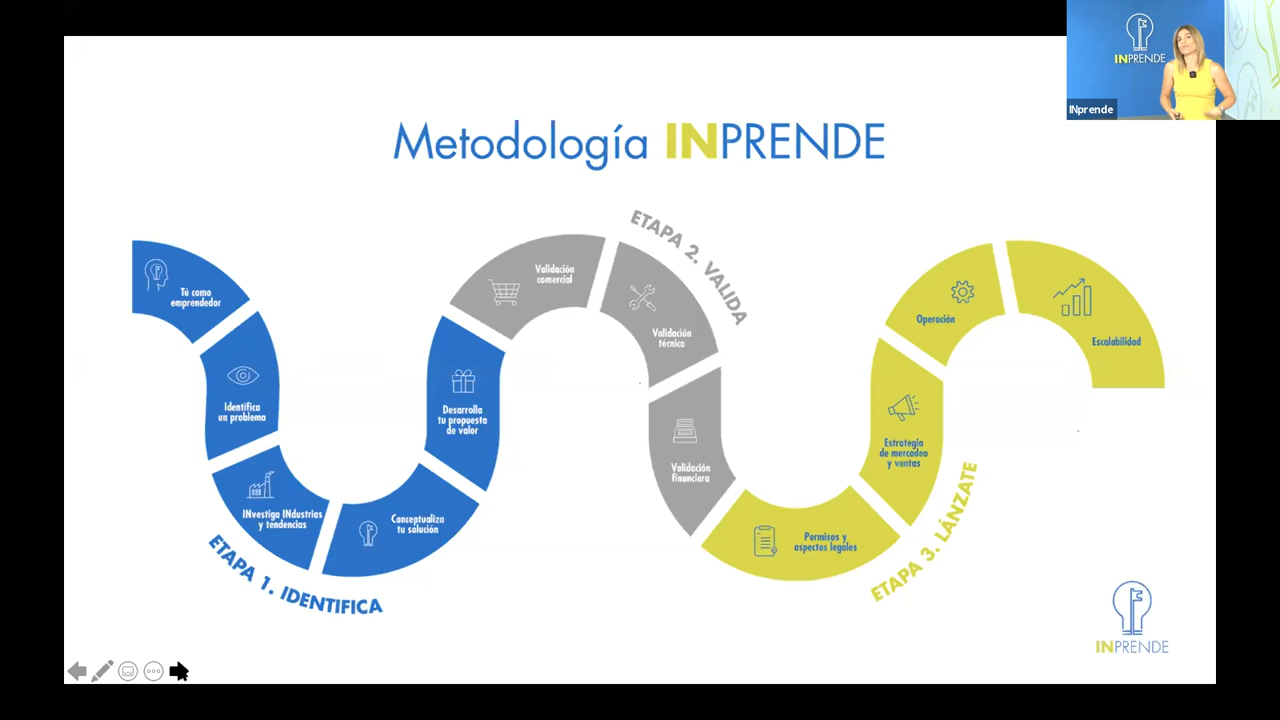 INPRENDE
INprende
Metodología INPRENDE
Tú como
emprendedor
Identifica
un problema
INvestiga INdustrias
y tendencias
Conceptualiza
tu solución
Desarrolla
tu propuesta
de valor
ETAPA 1. IDENTIFICA
Validación
comercial
Validación
técnica
Validación
financiera
ETAPA 2. VALIDA
Permisos y
aspectos legales
Estrategia
de mercadeo
y ventas
Operación
Escalabilidad
ETAPA 3. LÁNZATE
INPRENDE